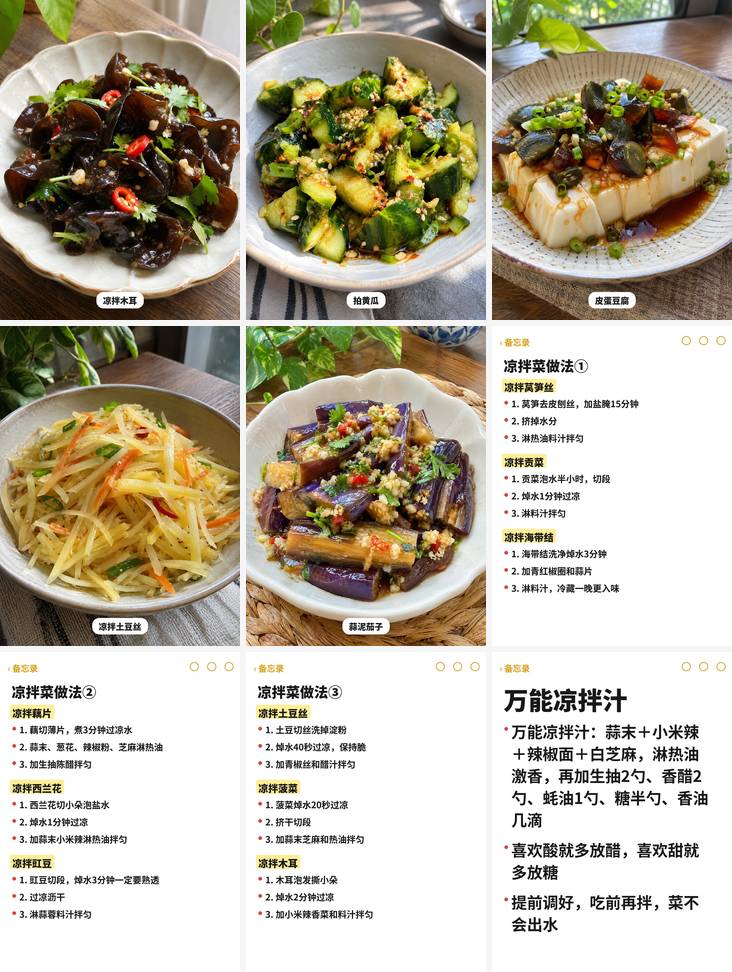 凉拌木耳
拍黄瓜
皮蛋豆腐
凉拌土豆丝
蒜泥茄子
‹ 备忘录
凉拌菜做法①
凉拌莴笋丝
1. 莴笋去皮刨丝，加盐腌15分钟
2. 挤掉水分
3. 淋热油料汁拌匀
凉拌贡菜
1. 贡菜泡水半小时，切段
2. 焯水1分钟过凉
3. 淋料汁拌匀
凉拌海带结
1. 海带结洗净焯水3分钟
2. 加青红椒圈和蒜片
3. 淋料汁，冷藏一晚更入味
‹ 备忘录
凉拌菜做法②
凉拌藕片
1. 藕切薄片，煮3分钟过凉水
2. 蒜末、葱花、辣椒粉、芝麻淋热油
3. 加生抽陈醋拌匀
凉拌西兰花
1. 西兰花切小朵泡盐水
2. 焯水1分钟过凉
3. 加蒜末小米辣淋热油拌匀
凉拌豇豆
1. 豇豆切段，焯水3分钟一定要熟透
2. 过凉沥干
3. 淋蒜蓉料汁拌匀
‹ 备忘录
凉拌菜做法③
凉拌土豆丝
1. 土豆切丝洗掉淀粉
2. 焯水40秒过凉，保持脆
3. 加青椒丝和醋汁拌匀
凉拌菠菜
1. 菠菜焯水20秒过凉
2. 挤干切段
3. 加蒜末芝麻和热油拌匀
凉拌木耳
1. 木耳泡发撕小朵
2. 焯水2分钟过凉
3. 加小米辣香菜和料汁拌匀
‹ 备忘录
万能凉拌汁
万能凉拌汁：蒜末＋小米辣
＋辣椒面＋白芝麻，淋热油
激香，再加生抽2勺、香醋2
勺、蚝油1勺、糖半勺、香油
几滴
喜欢酸就多放醋，喜欢甜就
多放糖
提前调好，吃前再拌，菜不
会出水